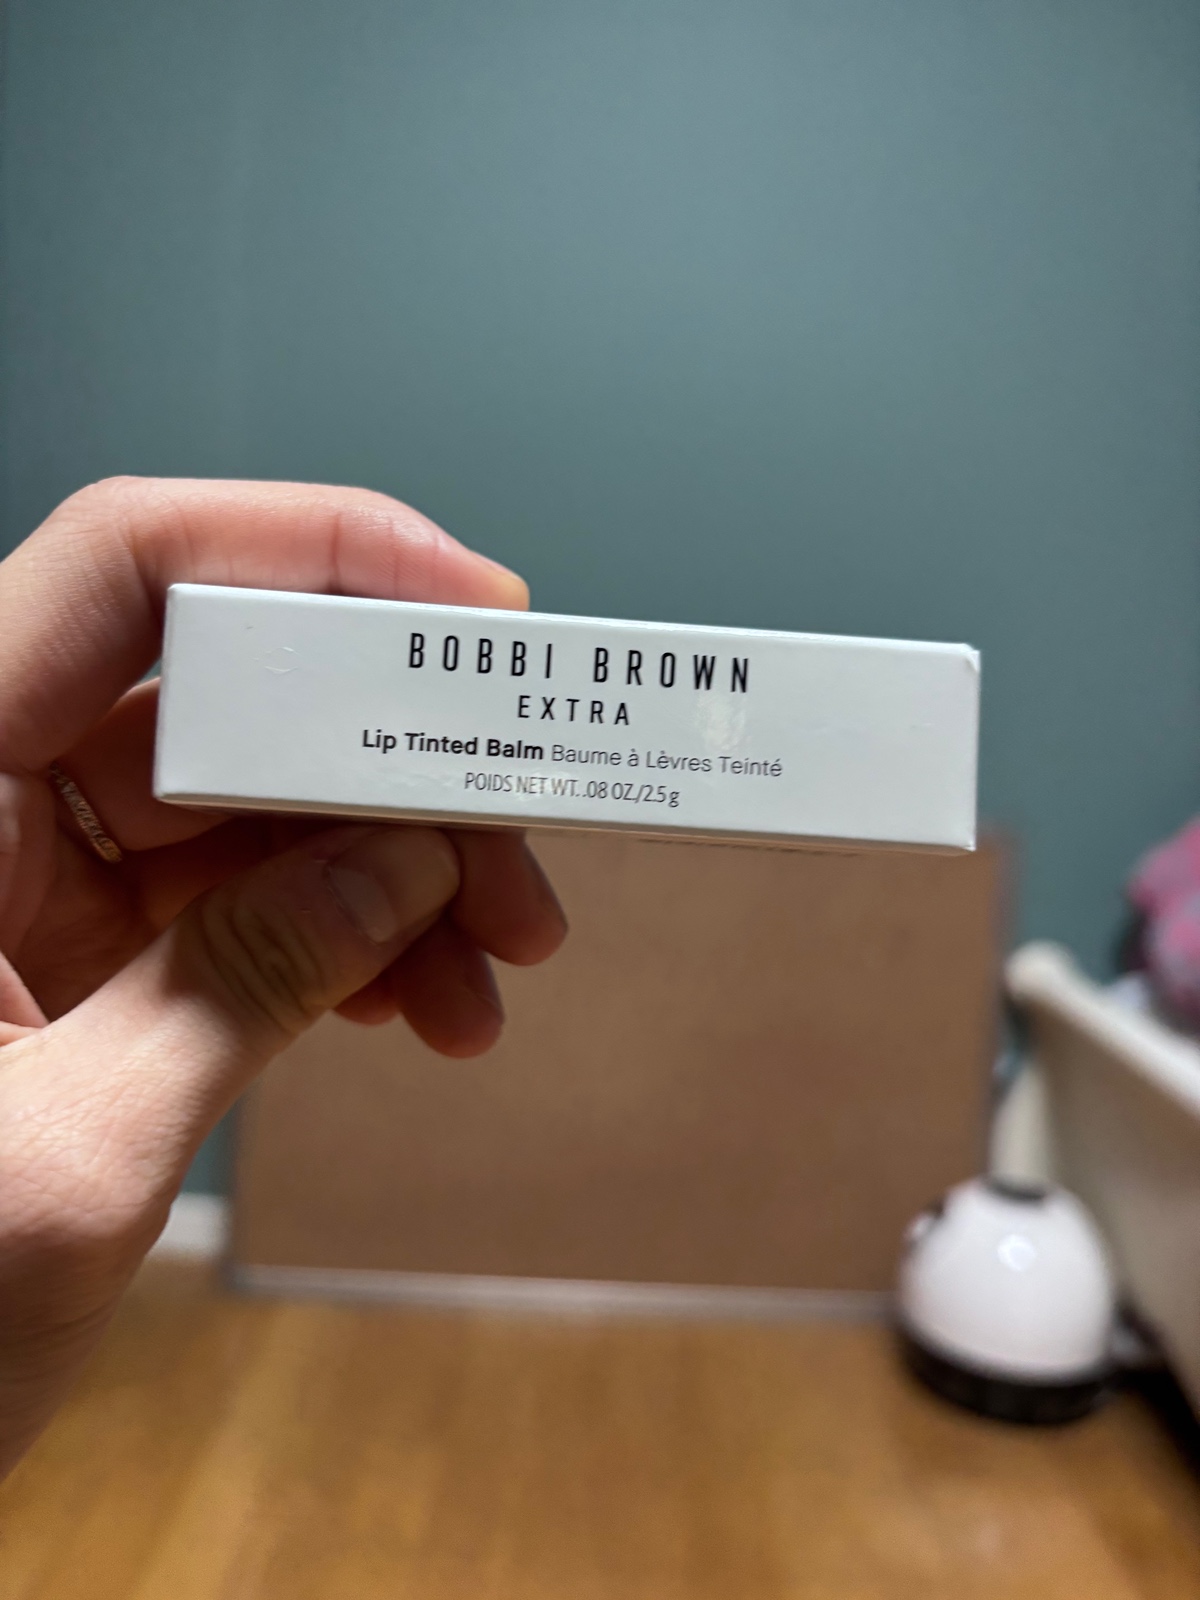 BOBBI BROWN
EXTRA
Lip Tinted Balm Baume à Lèvres Teinté
POIDS NET WT. .08 OZ./2.5 g